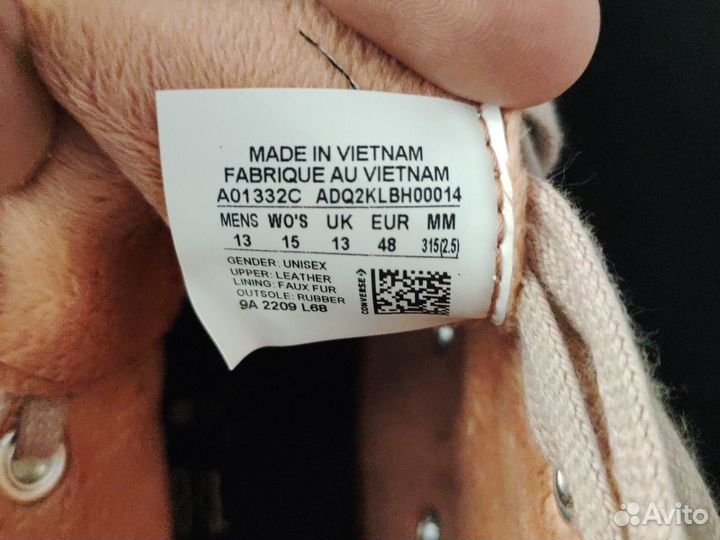 MADE IN VIETNAM
FABRIQUE AU VIETNAM
A01332C ADQ2KLBH00014
MENS WO'S UK EUR MM
13 15 13 48 315(2.5)
GENDER: UNISEX
UPPER: LEATHER
LINING: FAUX FUR
OUTSOLE: RUBBER
9A 2209 L68
CONVERSE
Avito